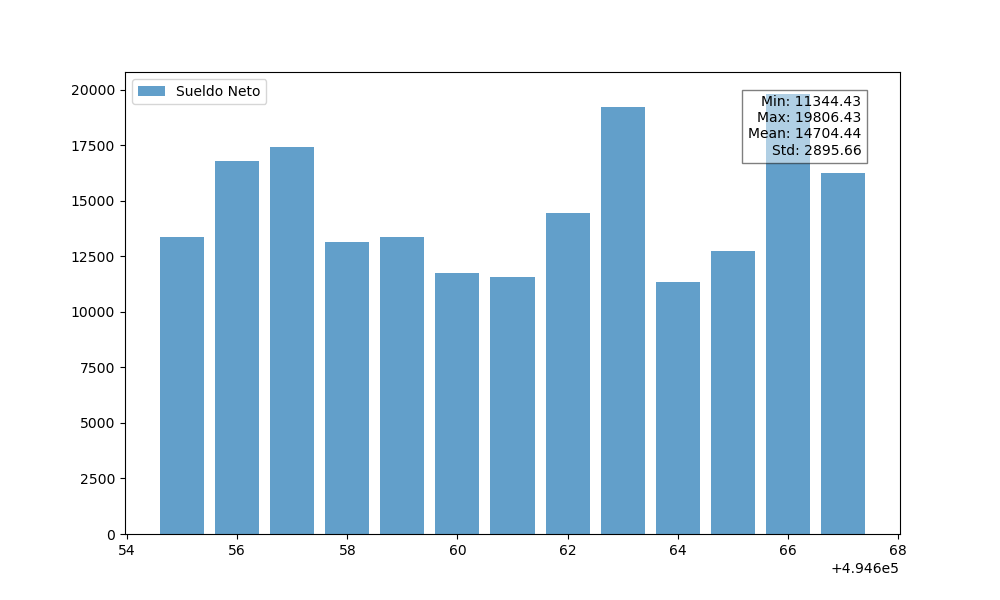 Sueldo Neto
Min: 11344.43
Max: 19806.43
Mean: 14704.44
Std: 2895.66
20000
17500
15000
12500
10000
7500
5000
2500
0
54 56 58 60 62 64 66 68
+4.946e5